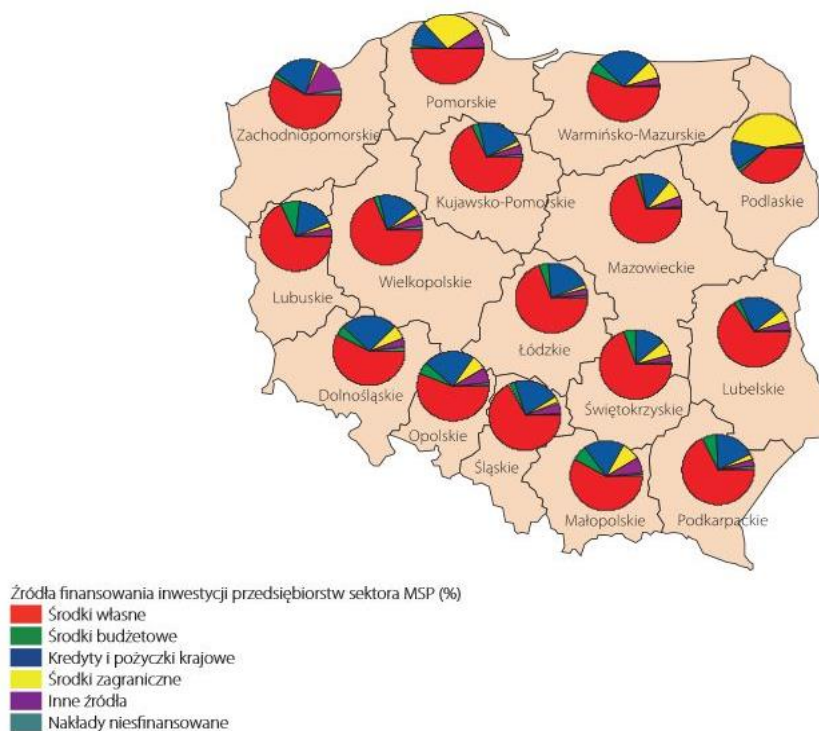 Pomorskie
Zachodniopomorskie
Warmińsko-Mazurskie
Kujawsko-Pomorskie
Podlaskie
Mazowieckie
Wielkopolskie
Lubuskie
Łódzkie
Dolnośląskie
Lubelskie
Świętokrzyskie
Opolskie
Śląskie
Małopolskie
Podkarpackie
Źródła finansowania inwestycji przedsiębiorstw sektora MSP (%)
Środki własne
Środki budżetowe
Kredyty i pożyczki krajowe
Środki zagraniczne
Inne źródła
Nakłady niesfinansowane